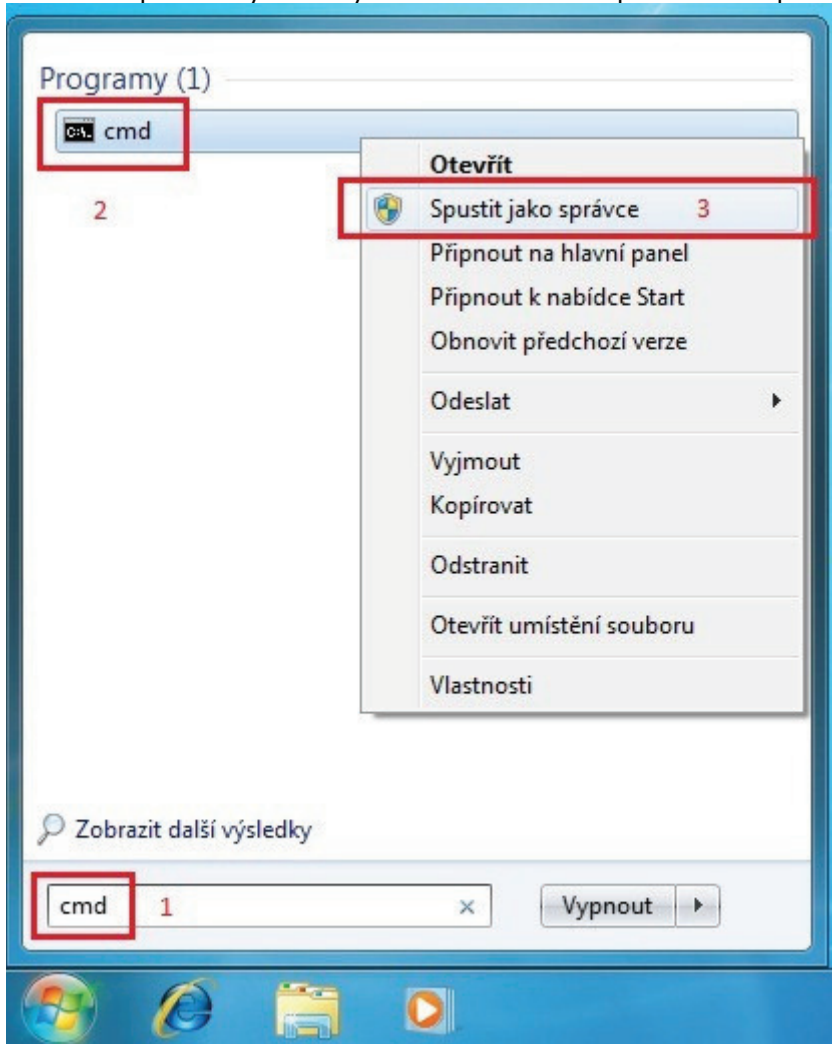 Programy (1)
cmd
2
Otevřít
Spustit jako správce 3
Připnout na hlavní panel
Připnout k nabídce Start
Obnovit předchozí verze
Odeslat
Vyjmout
Kopírovat
Odstranit
Otevřít umístění souboru
Vlastnosti
Zobrazit další výsledky
cmd 1
Vypnout